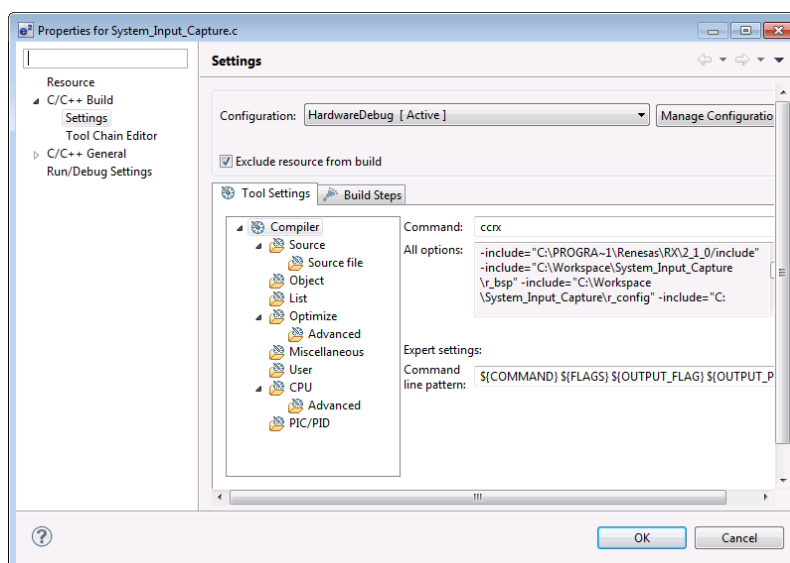 e² Properties for System_Input_Capture.c
Resource
C/C++ Build
Settings
Tool Chain Editor
C/C++ General
Run/Debug Settings
Settings
Configuration: HardwareDebug [ Active ] Manage Configuratio
Exclude resource from build
Tool Settings Build Steps
Compiler
Source
Source file
Object
List
Optimize
Advanced
Miscellaneous
User
CPU
Advanced
PIC/PID
Command: ccrx
All options: -include="C:\PROGRA~1\Renesas\RX\2_1_0/include"
-include="C:\Workspace\System_Input_Capture
\r_bsp" -include="C:\Workspace
\System_Input_Capture\r_config" -include="C:
Expert settings:
Command
line pattern: ${COMMAND} ${FLAGS} ${OUTPUT_FLAG} ${OUTPUT_P
? OK Cancel